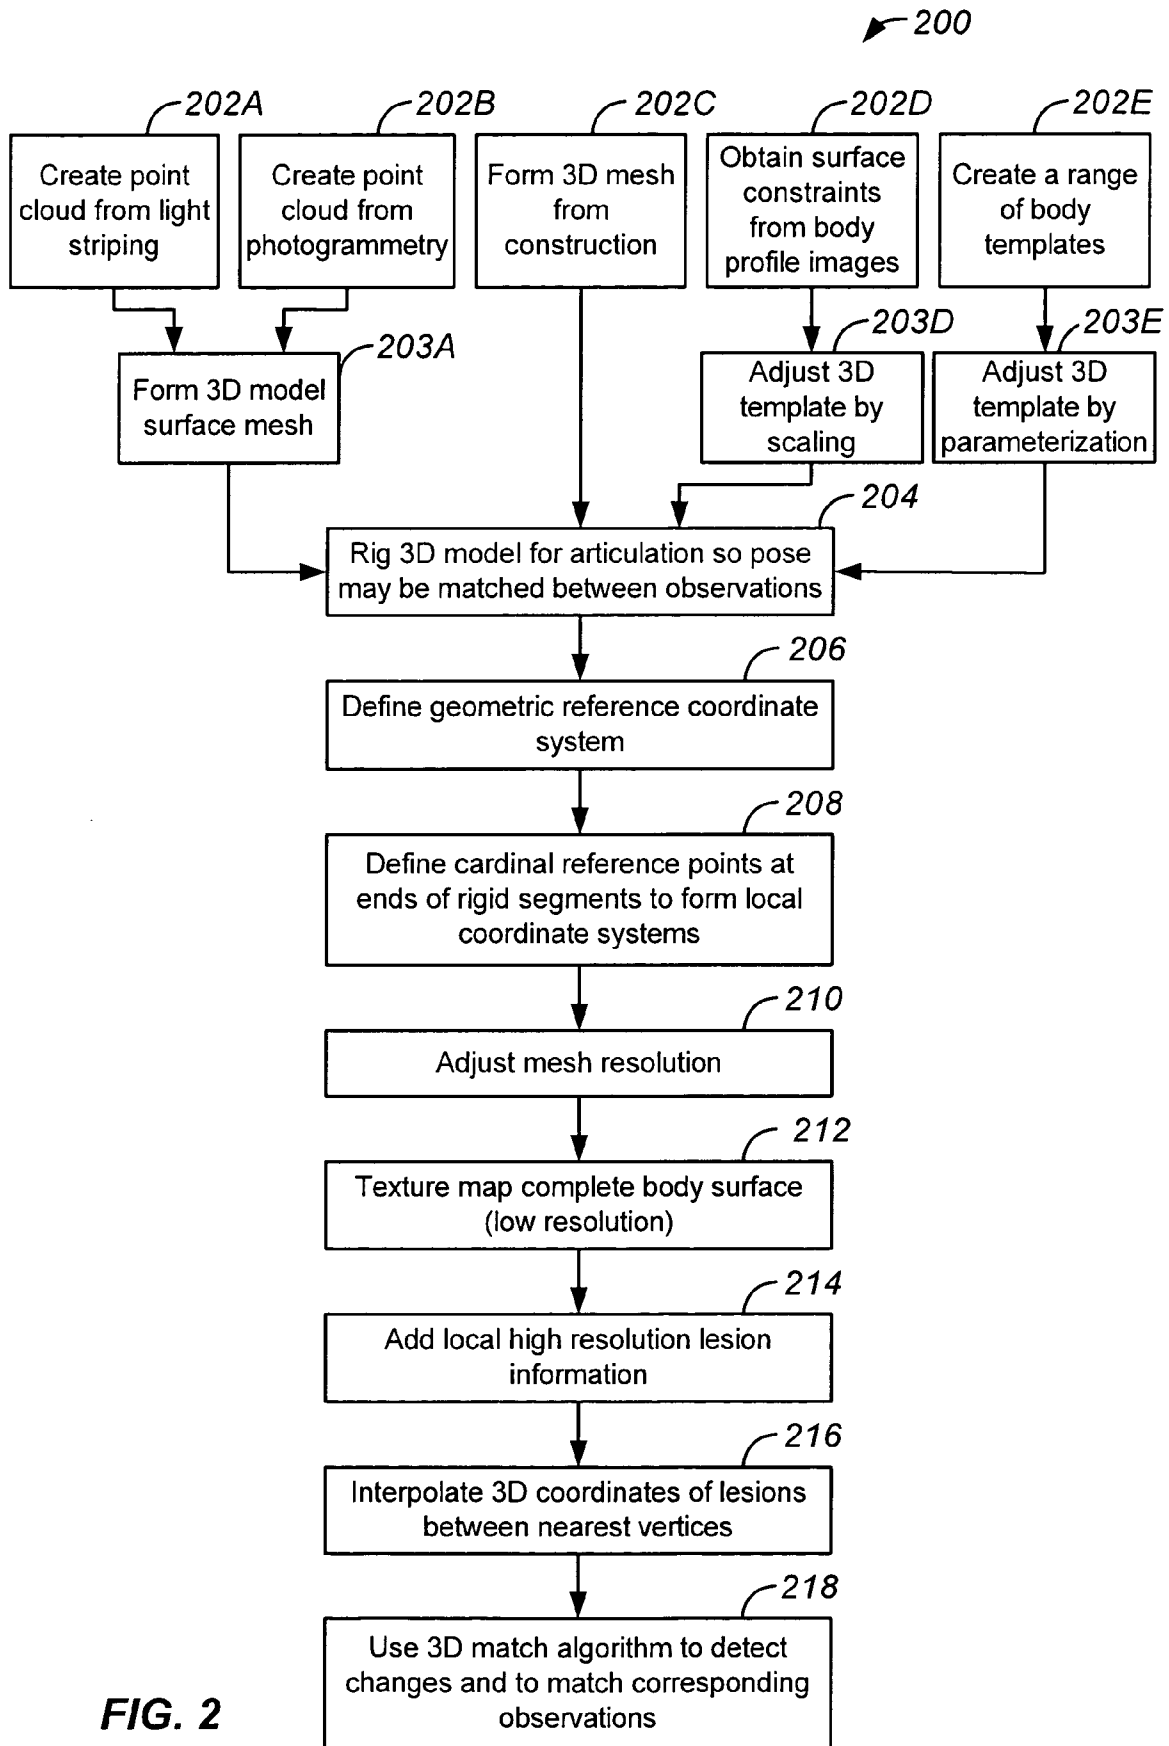 200
202A
202B
202C
202D
202E
Create point
cloud from light
striping
Create point
cloud from
photogrammetry
Form 3D mesh
from
construction
Obtain surface
constraints
from body
profile images
Create a range
of body
templates
203A
203D
203E
Form 3D model
surface mesh
Adjust 3D
template by
scaling
Adjust 3D
template by
parameterization
204
Rig 3D model for articulation so pose
may be matched between observations
206
Define geometric reference coordinate
system
208
Define cardinal reference points at
ends of rigid segments to form local
coordinate systems
210
Adjust mesh resolution
212
Texture map complete body surface
(low resolution)
214
Add local high resolution lesion
information
216
Interpolate 3D coordinates of lesions
between nearest vertices
218
Use 3D match algorithm to detect
changes and to match corresponding
observations
FIG. 2